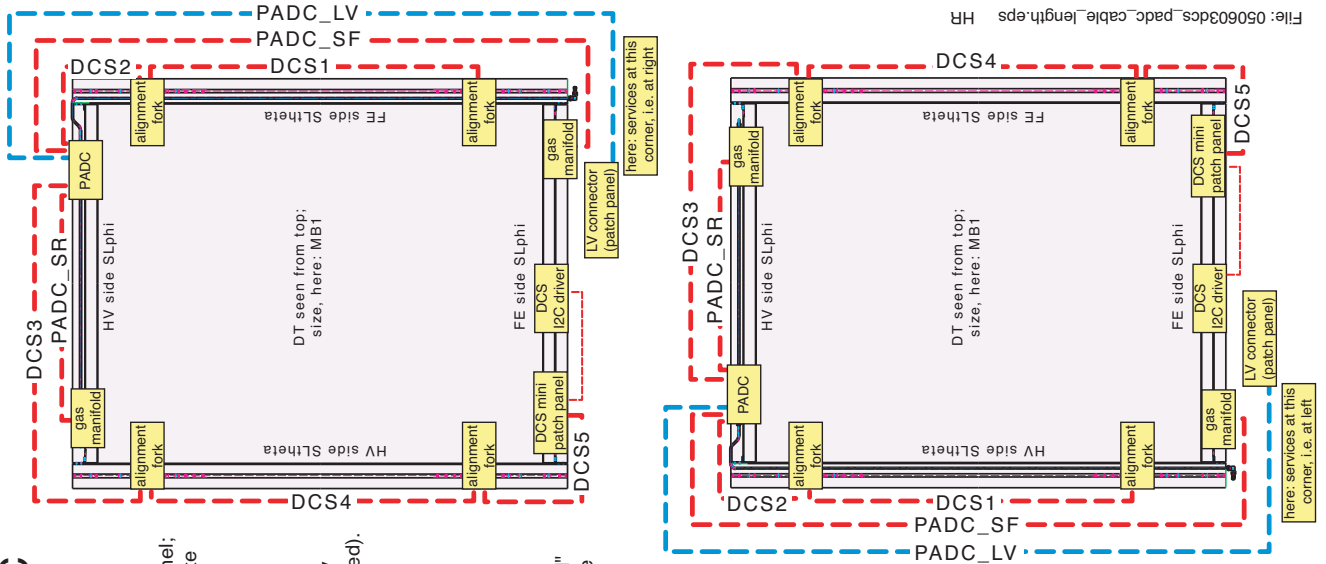 PADC_LV
PADC_SF
DCS2
DCS1
alignment
fork
alignment
fork
FE side SLtheta
PADC
gas
manifold
here: services at this
corner, i.e. at right
LV connector
(patch panel)
DCS3
PADC_SR
HV side SLphi
DT seen from top;
size, here: MB1
FE side SLphi
DCS
I2C driver
gas
manifold
DCS mini
patch panel
HV side SLtheta
alignment
fork
alignment
fork
DCS4
DCS5
nel;
ed).
File: 050603dcs_padc_cable_length.eps
HR
DCS4
alignment
fork
alignment
fork
FE side SLtheta
DCS5
gas
manifold
DCS mini
patch panel
DCS3
PADC_SR
HV side SLphi
DT seen from top;
size, here: MB1
FE side SLphi
DCS
I2C driver
LV connector
(patch panel)
PADC
gas
manifold
HV side SLtheta
alignment
fork
alignment
fork
here: services at this
corner, i.e. at left
DCS2
DCS1
PADC_SF
PADC_LV